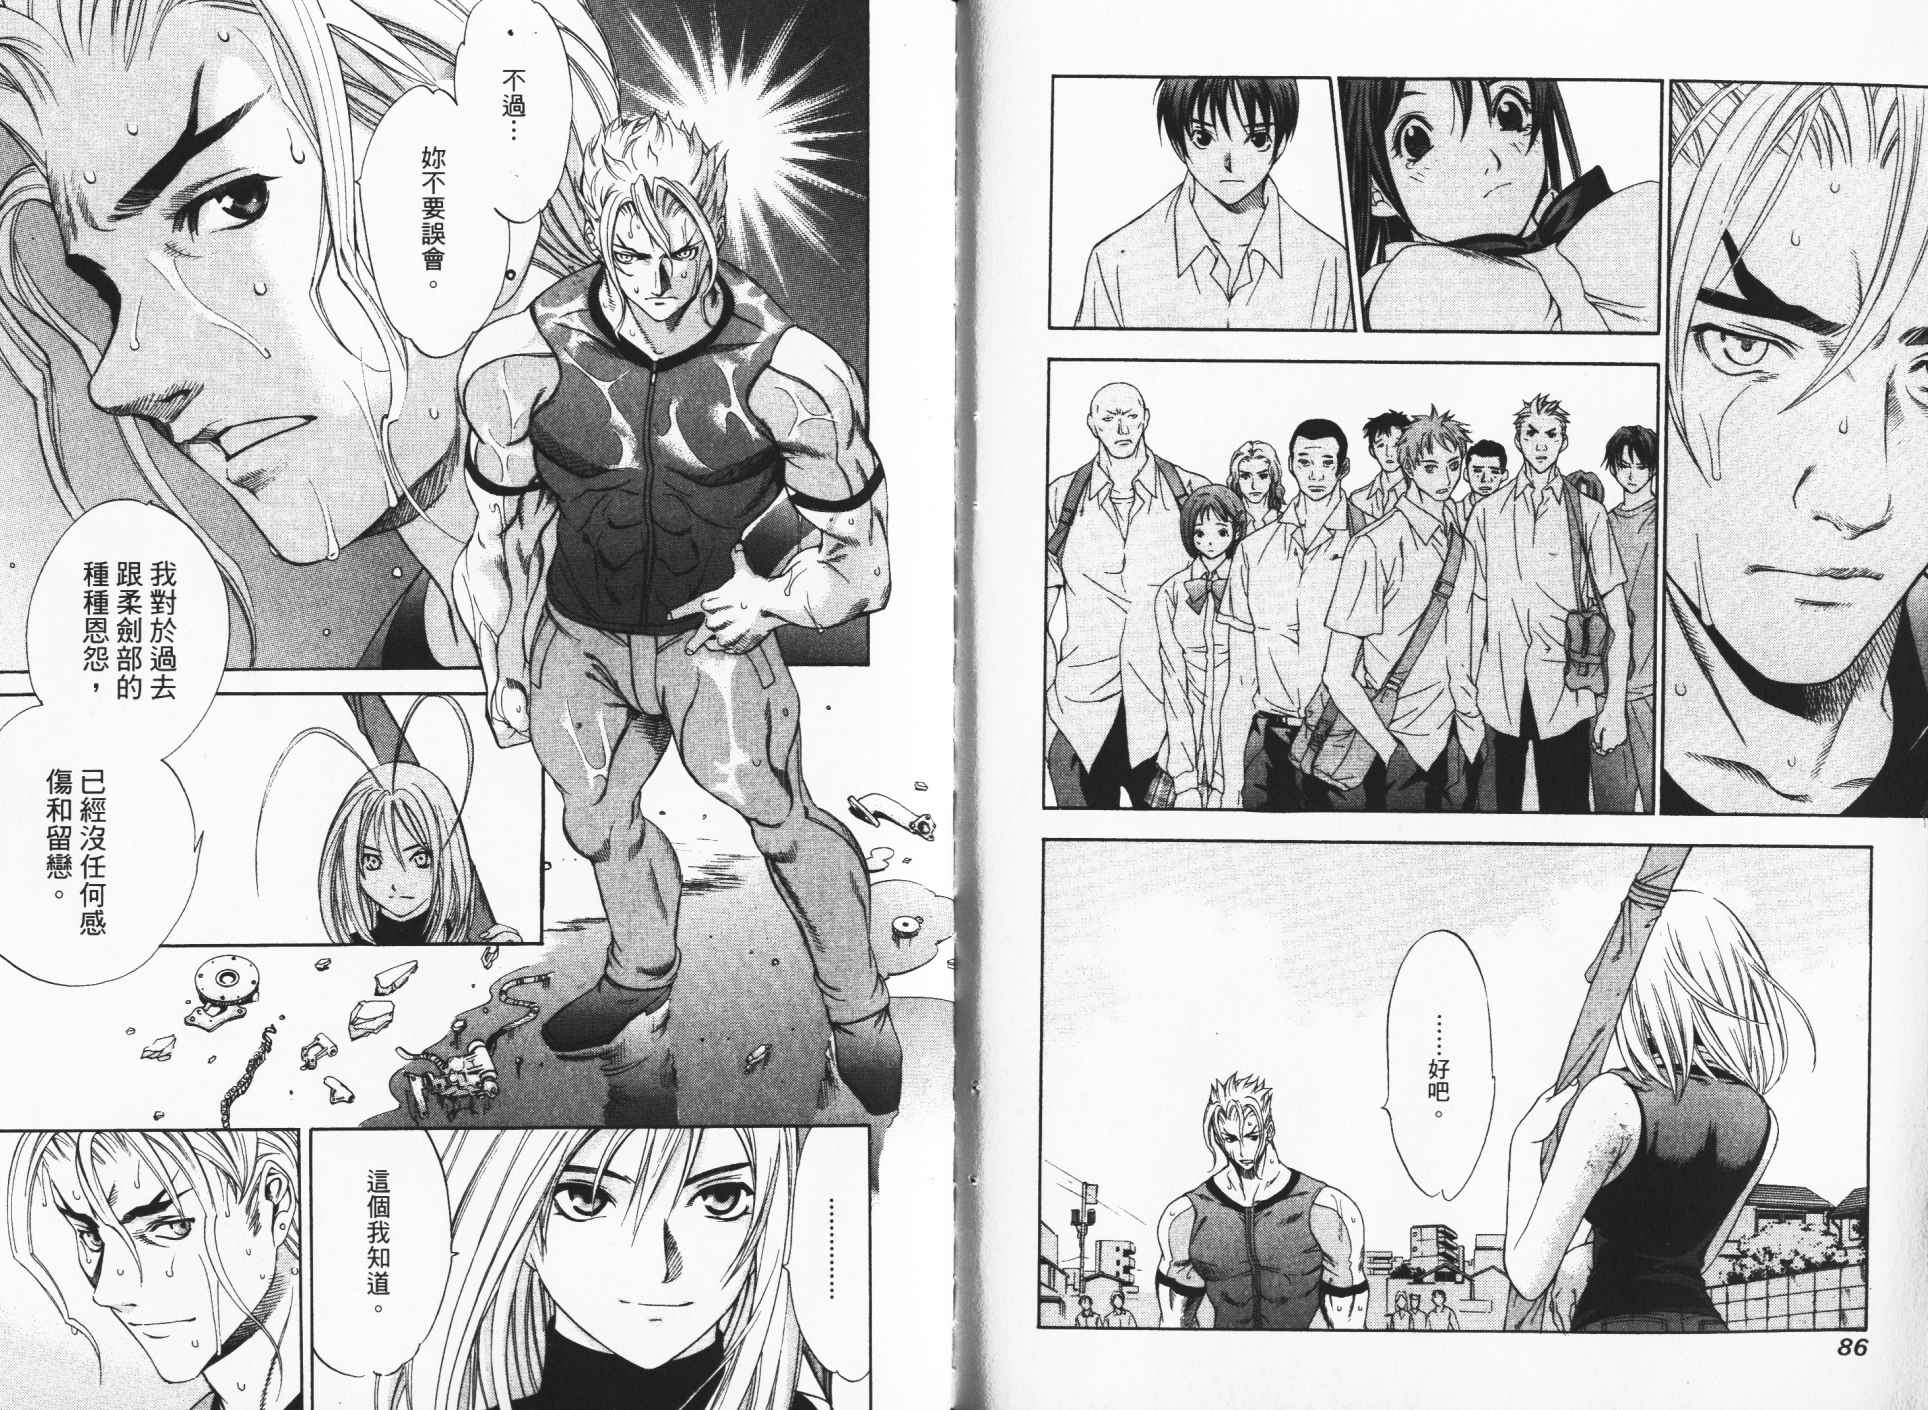 ……好吧。
86
不過…
妳不要誤會。
我對於過去
跟柔劍部的
種種恩怨，
已經沒任何感
傷和留戀。
…………
這個我知道。